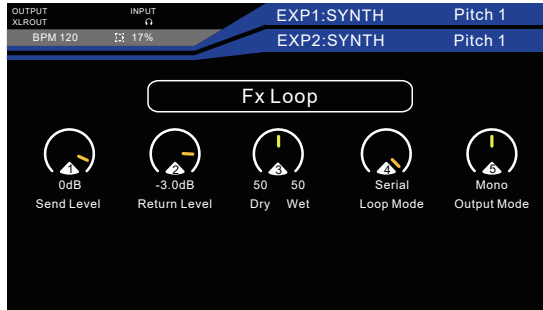 OUTPUT INPUT
XLROUT
BPM 120 17%
EXP1:SYNTH Pitch 1
EXP2:SYNTH Pitch 1
Fx Loop
1 2 3 4 5
0dB -3.0dB 50 50 Serial Mono
Send Level Return Level Dry Wet Loop Mode Output Mode